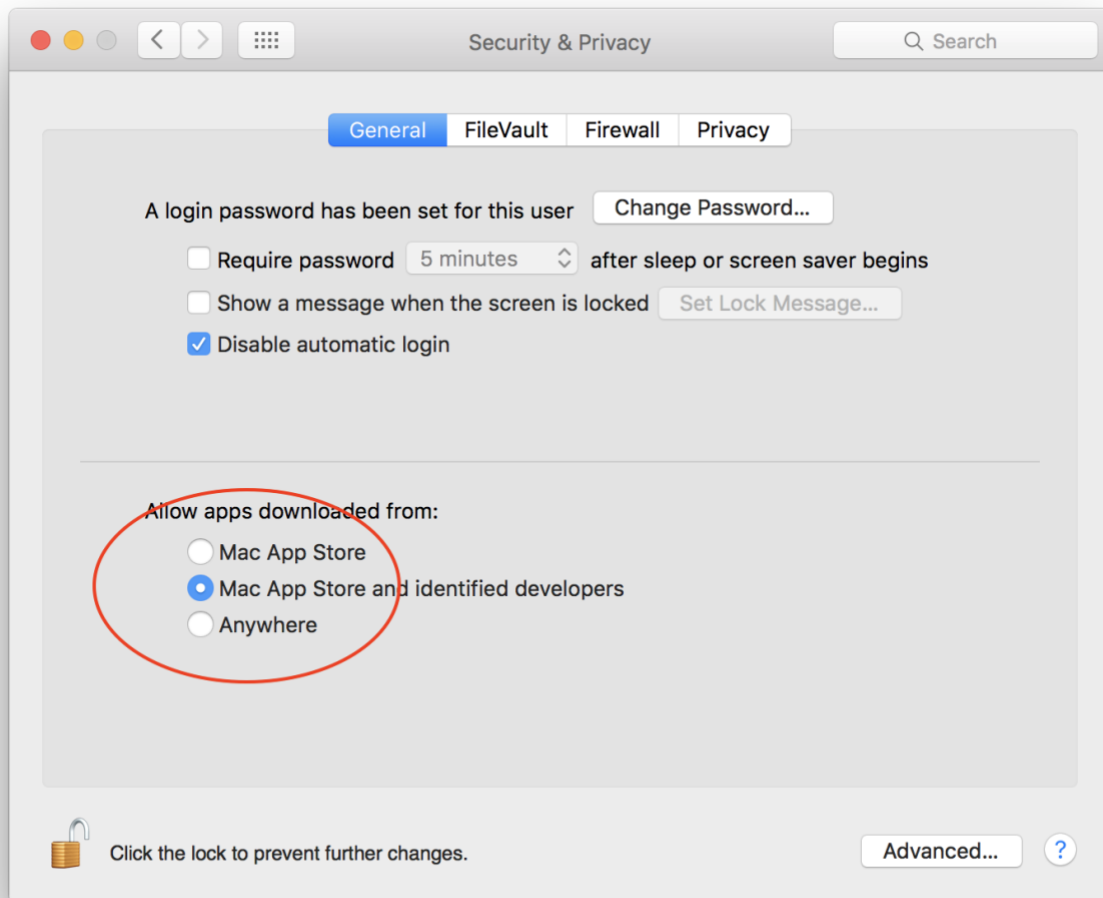 Security & Privacy
Search
General FileVault Firewall Privacy
A login password has been set for this user Change Password...
Require password 5 minutes after sleep or screen saver begins
Show a message when the screen is locked Set Lock Message...
Disable automatic login
Allow apps downloaded from:
Mac App Store
Mac App Store and identified developers
Anywhere
Click the lock to prevent further changes.
Advanced... ?